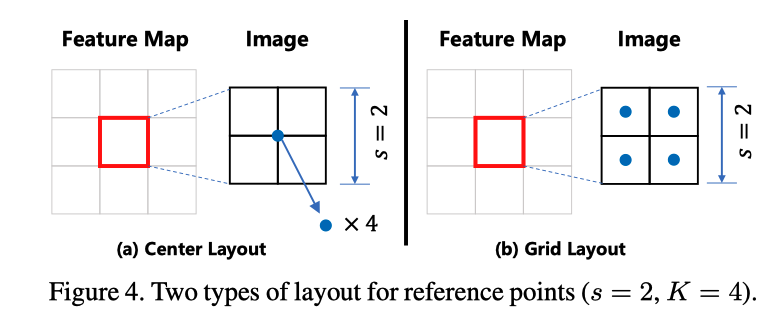 Feature Map Image
s = 2
× 4
(a) Center Layout
Feature Map Image
s = 2
(b) Grid Layout
Figure 4. Two types of layout for reference points (s = 2, K = 4).